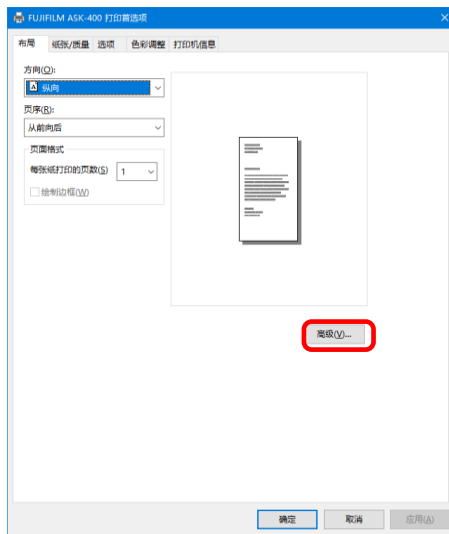 FUJIFILM ASK-400 打印首选项
布局 纸张/质量 选项 色彩调整 打印机信息
方向(O):
纵向
页序(R):
从前向后
页面格式
每张纸打印的页数(S) 1
绘制边框(W)
高级(V)...
确定 取消 应用(A)